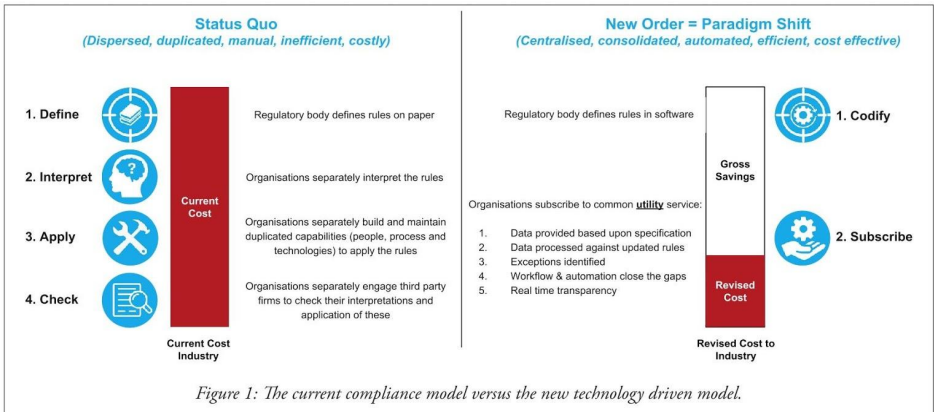 Status Quo
(Dispersed, duplicated, manual, inefficient, costly)
1. Define
Regulatory body defines rules on paper
2. Interpret
?
Organisations separately interpret the rules
Current
Cost
3. Apply
Organisations separately build and maintain
duplicated capabilities (people, process and
technologies) to apply the rules
4. Check
Organisations separately engage third party
firms to check their interpretations and
application of these
Current Cost
Industry
New Order = Paradigm Shift
(Centralised, consolidated, automated, efficient, cost effective)
Regulatory body defines rules in software
1. Codify
Gross
Savings
Organisations subscribe to common utility service:
1. Data provided based upon specification
2. Data processed against updated rules
3. Exceptions identified
4. Workflow & automation close the gaps
5. Real time transparency
2. Subscribe
Revised
Cost
Revised Cost to
Industry
Figure 1: The current compliance model versus the new technology driven model.